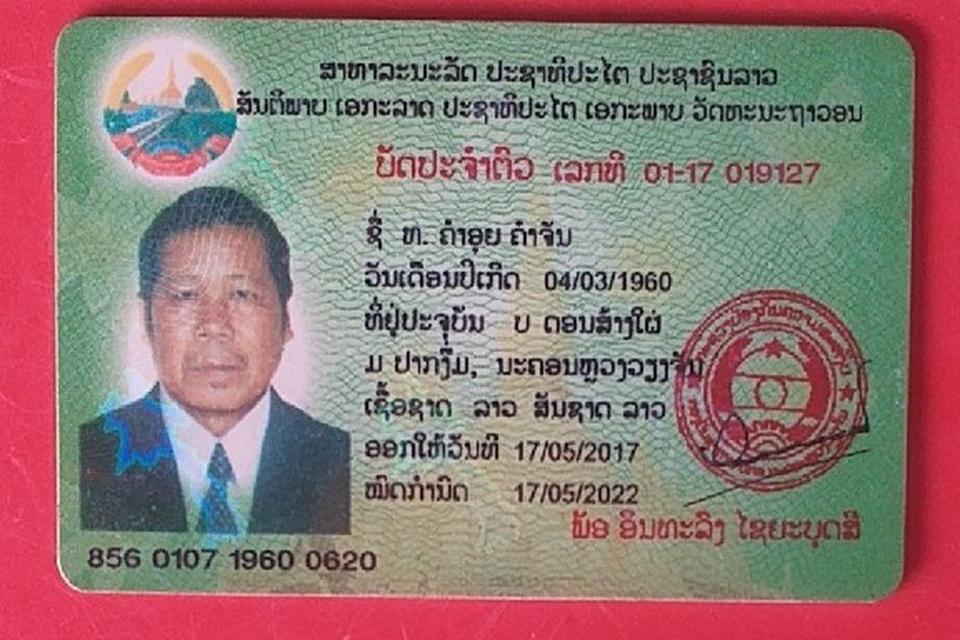 ສາທາລະນະລັດ ປະຊາທິປະໄຕ ປະຊາຊົນລາວ
ສັນຕິພາບ ເອກະລາດ ປະຊາທິປະໄຕ ເອກະພາບ ວັດທະນະຖາວອນ
ບັດປະຈຳຕົວ ເລກທີ 01-17 019127
ຊື່ ທ. ຄຳອຸຍ ຄຳຈັນ
ວັນເດືອນປີເກີດ 04/03/1960
ທີ່ຢູ່ປະຈຸບັນ ບ ດອນສ້າງໃຜ່
ມ ປາກງື່ມ, ນະຄອນຫຼວງວຽງຈັນ
ເຊື້ອຊາດ ລາວ ສັນຊາດ ລາວ
ອອກໃຫ້ວັນທີ 17/05/2017
ໝົດກຳນົດ 17/05/2022
ພ້ອ ອິນທະລົງ ໄຊຍະບຸດສີ
856 0107 1960 0620